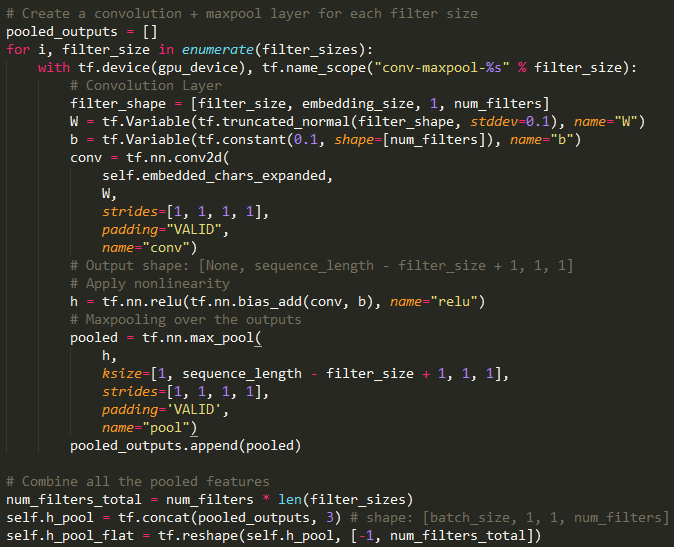 # Create a convolution + maxpool layer for each filter size
pooled_outputs = []
for i, filter_size in enumerate(filter_sizes):
    with tf.device(gpu_device), tf.name_scope("conv-maxpool-%s" % filter_size):
        # Convolution Layer
        filter_shape = [filter_size, embedding_size, 1, num_filters]
        W = tf.Variable(tf.truncated_normal(filter_shape, stddev=0.1), name="W")
        b = tf.Variable(tf.constant(0.1, shape=[num_filters]), name="b")
        conv = tf.nn.conv2d(
            self.embedded_chars_expanded,
            W,
            strides=[1, 1, 1, 1],
            padding="VALID",
            name="conv")
        # Output shape: [None, sequence_length - filter_size + 1, 1, 1]
        # Apply nonlinearity
        h = tf.nn.relu(tf.nn.bias_add(conv, b), name="relu")
        # Maxpooling over the outputs
        pooled = tf.nn.max_pool(
            h,
            ksize=[1, sequence_length - filter_size + 1, 1, 1],
            strides=[1, 1, 1, 1],
            padding='VALID',
            name="pool")
        pooled_outputs.append(pooled)

# Combine all the pooled features
num_filters_total = num_filters * len(filter_sizes)
self.h_pool = tf.concat(pooled_outputs, 3) # shape: [batch_size, 1, 1, num_filters]
self.h_pool_flat = tf.reshape(self.h_pool, [-1, num_filters_total])